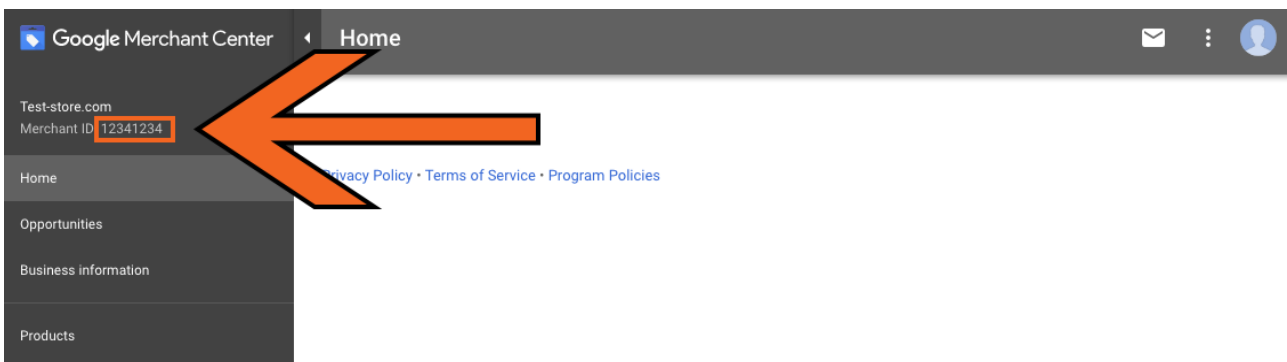 Google Merchant Center
Home
Test-store.com
Merchant ID 12341234
Home
Opportunities
Business information
Products
Privacy Policy • Terms of Service • Program Policies